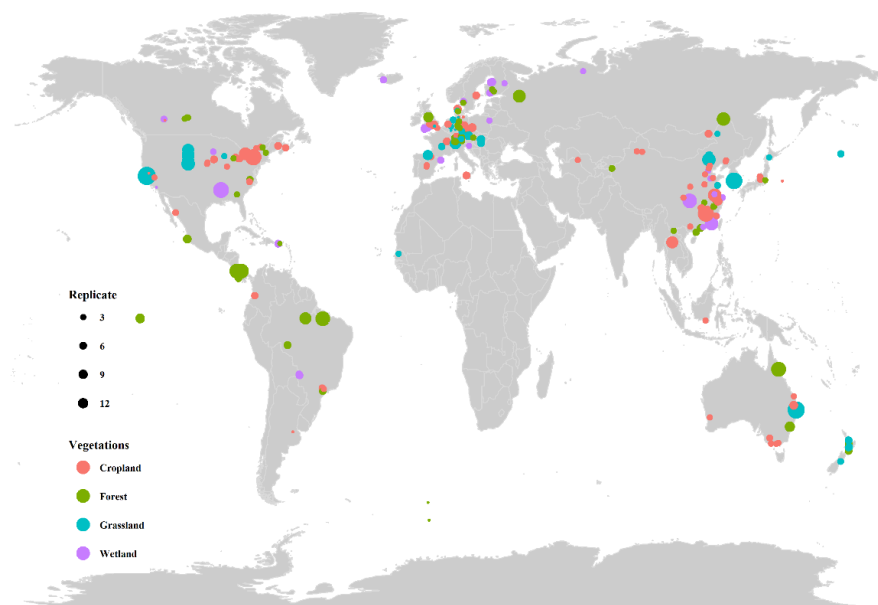 Replicate
3
6
9
12
Vegetations
Cropland
Forest
Grassland
Wetland